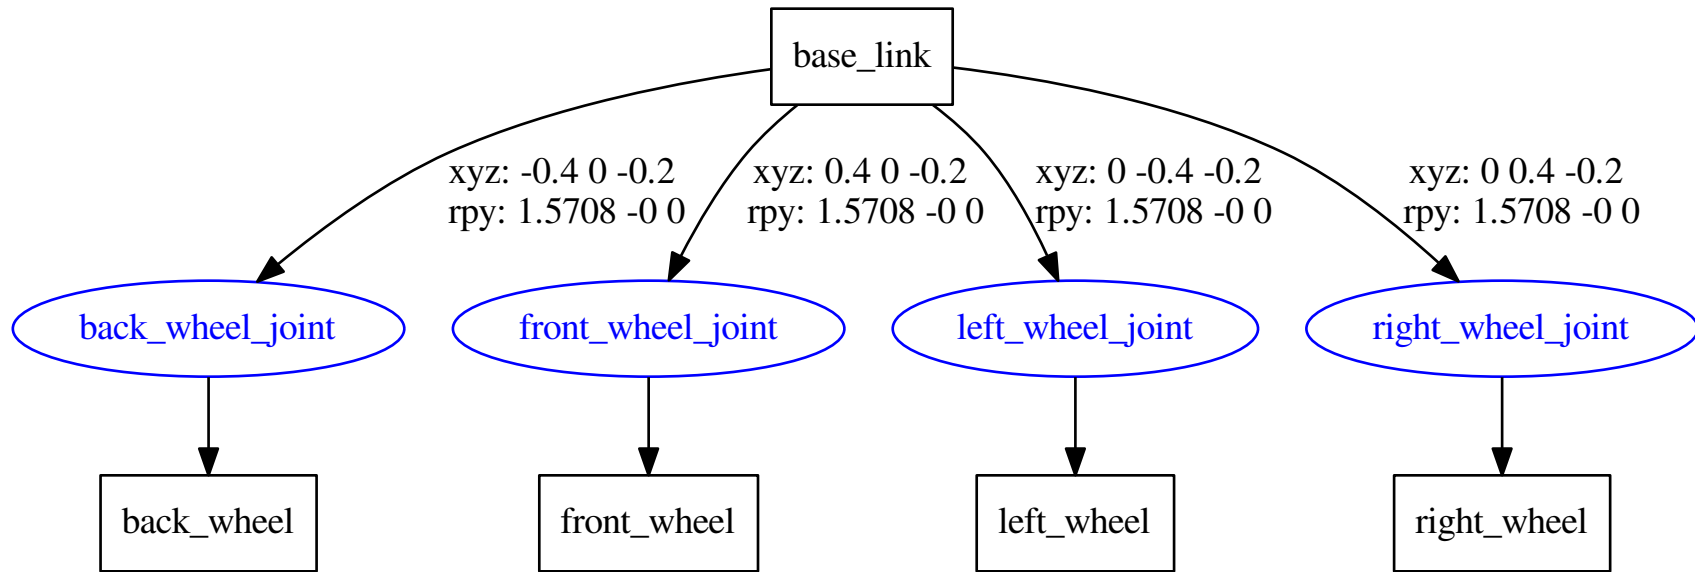 base_link
xyz: -0.4 0 -0.2
rpy: 1.5708 -0 0
xyz: 0.4 0 -0.2
rpy: 1.5708 -0 0
xyz: 0 -0.4 -0.2
rpy: 1.5708 -0 0
xyz: 0 0.4 -0.2
rpy: 1.5708 -0 0
back_wheel_joint
front_wheel_joint
left_wheel_joint
right_wheel_joint
back_wheel
front_wheel
left_wheel
right_wheel